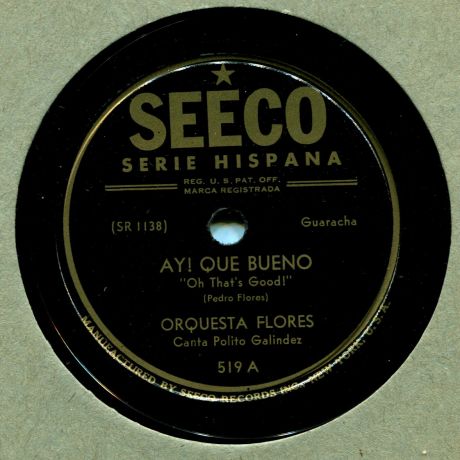 SEECO
SERIE HISPANA
REG. U. S. PAT. OFF.
MARCA REGISTRADA
(SR 1138)
Guaracha
AY! QUE BUENO
"Oh That's Good!"
(Pedro Flores)
ORQUESTA FLORES
Canta Polito Galindez
519 A
MANUFACTURED BY SEECO RECORDS INC., NEW YORK, U.S.A.